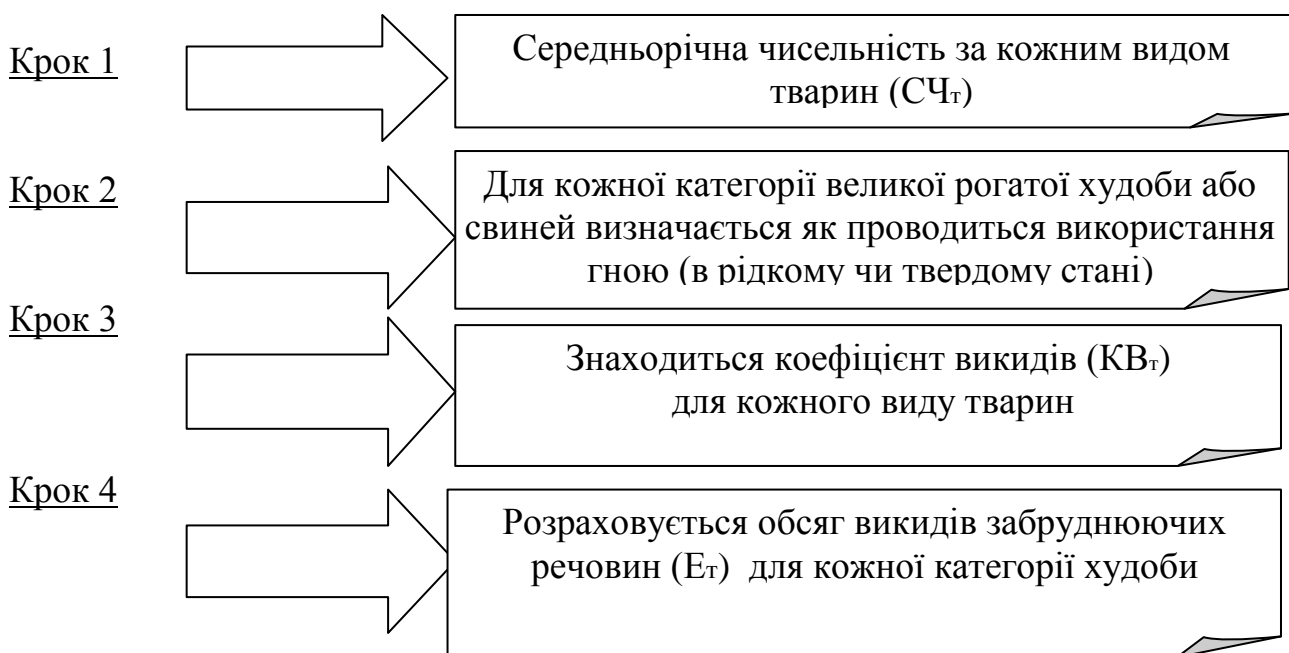 Крок 1
Середньорічна чисельність за кожним видом
тварин (СЧт)
Крок 2
Для кожної категорії великої рогатої худоби або
свиней визначається як проводиться використання
гною (в рідкому чи твердому стані)
Крок 3
Знаходиться коефіцієнт викидів (КВт)
для кожного виду тварин
Крок 4
Розраховується обсяг викидів забруднюючих
речовин (Ет) для кожної категорії худоби